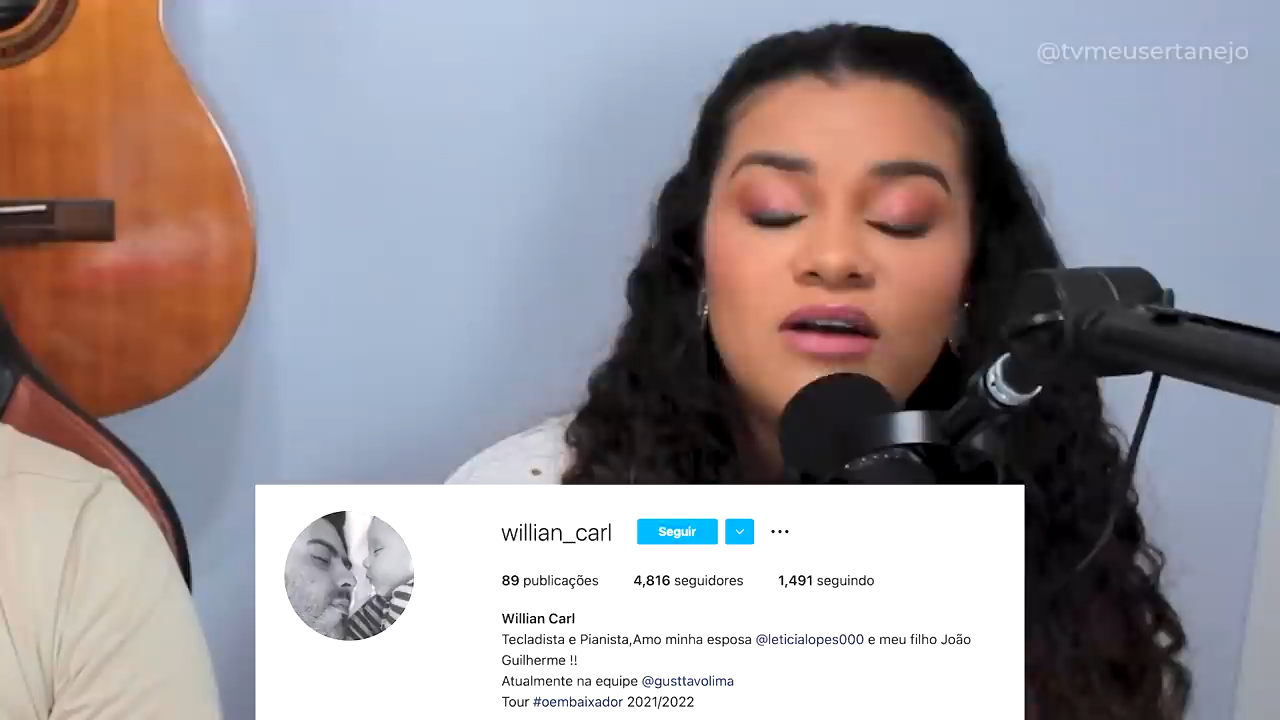 @tvmeusertanejo
willian_carl Seguir
89 publicações 4,816 seguidores 1,491 seguindo
Willian Carl
Tecladista e Pianista,Amo minha esposa @leticialopes000 e meu filho João
Guilherme !!
Atualmente na equipe @gusttavolima
Tour #oembaixador 2021/2022